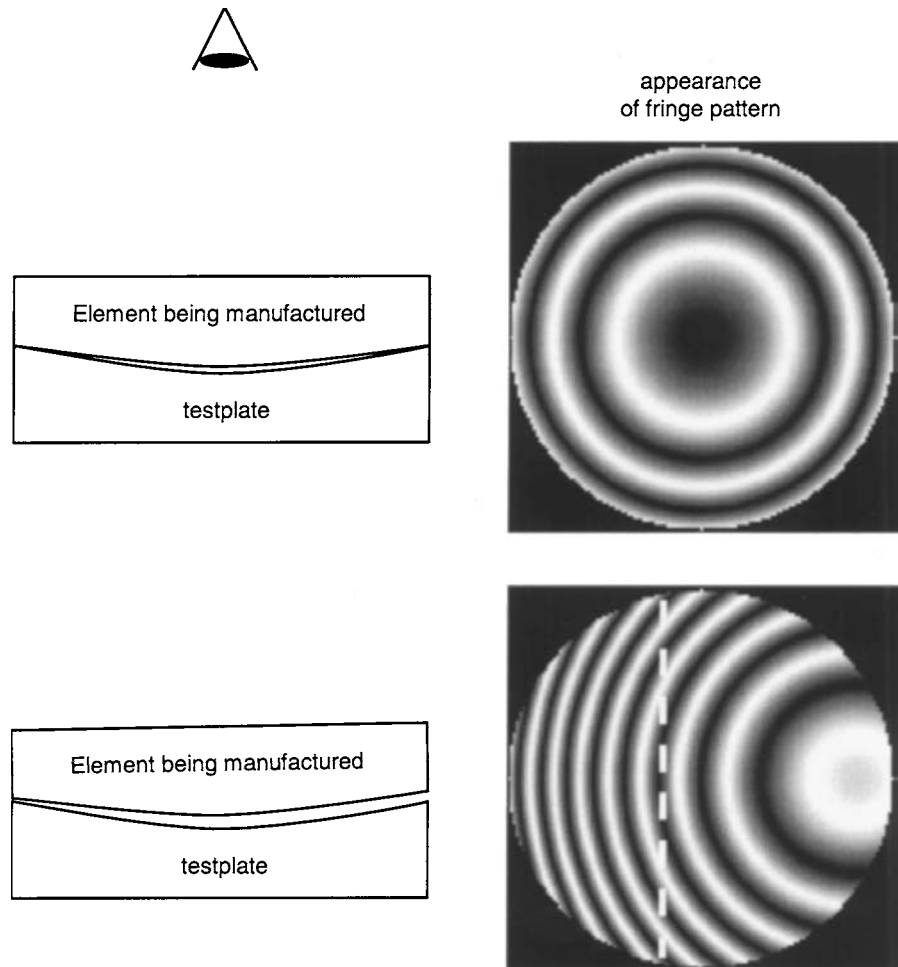 appearance
of fringe pattern
Element being manufactured
testplate
Element being manufactured
testplate